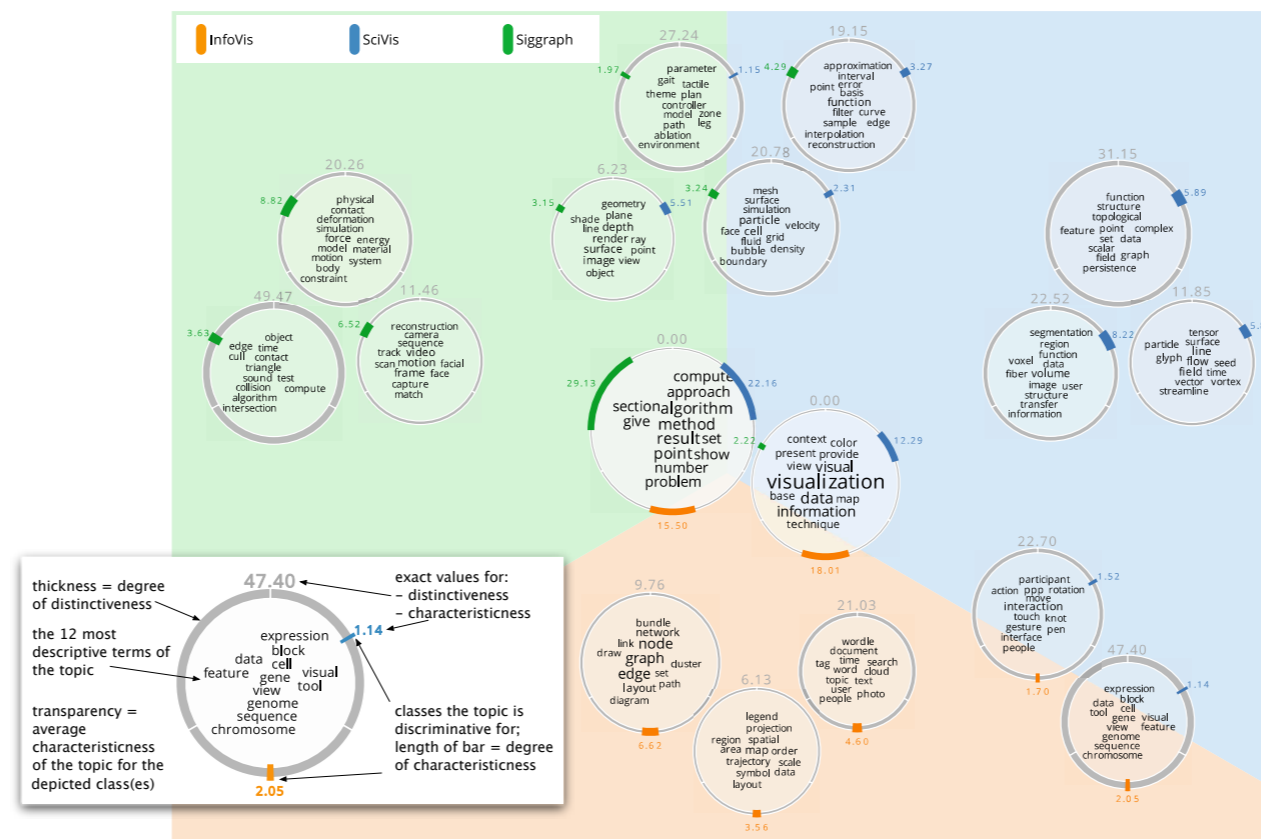 InfoVis
SciVis
Siggraph
27.24
1.97
1.15
parameter
gait tactile
theme plan
controller
model zone
path leg
ablation
environment
19.15
4.29
3.27
approximation
interval
point error
basis
function
filter curve
sample edge
interpolation
reconstruction
20.26
8.82
physical
contact
deformation
simulation
force energy
model material
motion system
body
constraint
6.23
3.15
5.51
geometry
shade plane
line depth
render ray
surface point
image view
object
20.78
3.24
2.31
mesh
surface
simulation
particle
face cell velocity
fluid grid
bubble density
boundary
31.15
5.89
function
structure
topological
feature point complex
set data
scalar
field graph
persistence
49.47
3.63
object
edge time
cull contact
triangle
sound test
collision compute
algorithm
intersection
11.46
6.52
reconstruction
camera
sequence
track video
scan motion facial
frame face
capture
match
22.52
8.22
segmentation
region
function
voxel data
fiber volume
image user
structure
transfer
information
11.85
tensor
particle surface
line
glyph flow seed
field time
vector vortex
streamline
0.00
29.13
22.16
compute
approach
section algorithm
give method
result set
point show
number
problem
15.50
0.00
2.22
12.29
context color
present provide
view visual
visualization
base data map
information
technique
18.01
9.76
bundle
network
link node
draw graph cluster
edge set
layout path
diagram
6.62
21.03
wordle
document
tag time search
word cloud
topic text
user
people photo
4.60
6.13
legend
projection
region spatial
area map order
trajectory scale
symbol data
layout
3.56
22.70
1.52
participant
action ppp rotation
move
interaction
touch knot
gesture pen
interface
people
1.70
47.40
1.14
expression
data block
tool cell
gene visual
view feature
genome
sequence
chromosome
2.05
thickness = degree
of distinctiveness
the 12 most
descriptive terms of
the topic
transparency =
average
characteristicness
of the topic for the
depicted class(es)
47.40
1.14
expression
block
data cell
feature gene visual
view tool
genome
sequence
chromosome
2.05
exact values for:
– distinctiveness
– characteristicness
classes the topic is
discriminative for;
length of bar = degree
of characteristicness